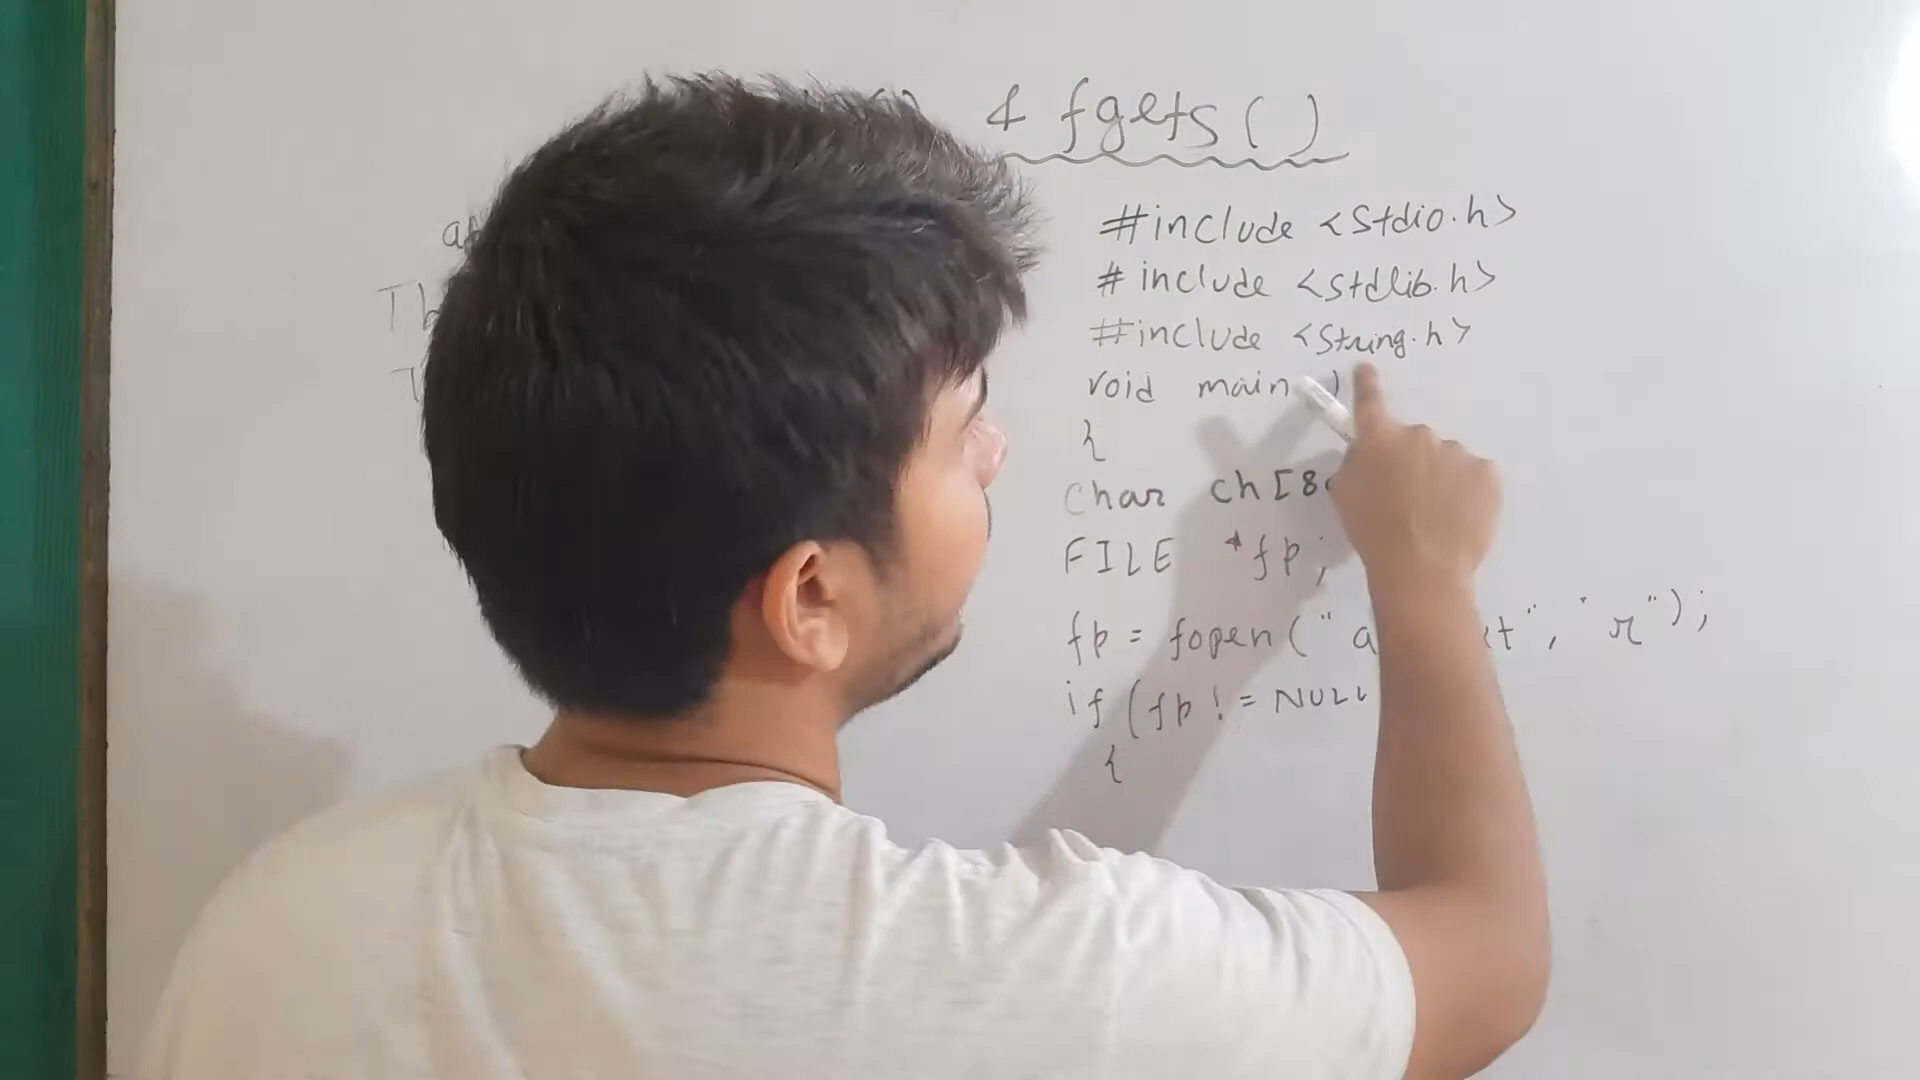 & fgets()
#include <stdio.h>
#include <stdlib.h>
#include <string.h>
void main )
{
char ch[8
FILE *fp;
fp = fopen(" a t", "r");
if (fp != NULL
{